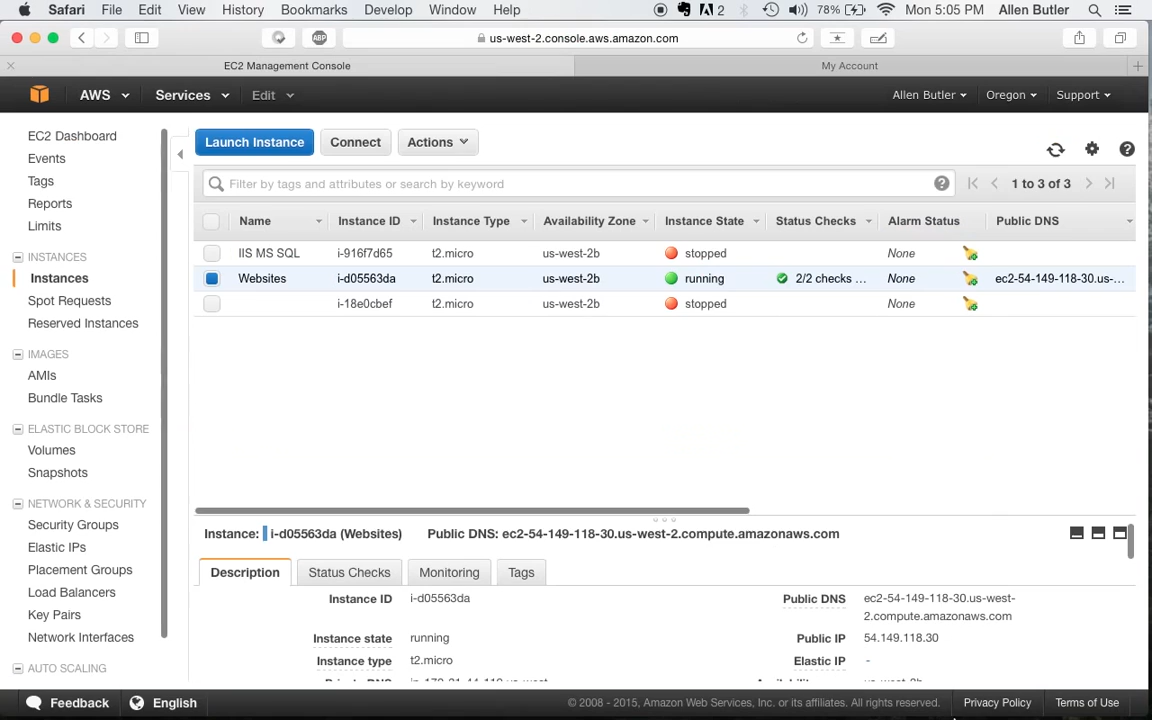 Safari File Edit View History Bookmarks Develop Window Help 2 78% Mon 5:05 PM Allen Butler
ABP us-west-2.console.aws.amazon.com
EC2 Management Console My Account
AWS Services Edit Allen Butler Oregon Support
EC2 Dashboard
Events
Tags
Reports
Limits
INSTANCES
Instances
Spot Requests
Reserved Instances
IMAGES
AMIs
Bundle Tasks
ELASTIC BLOCK STORE
Volumes
Snapshots
NETWORK & SECURITY
Security Groups
Elastic IPs
Placement Groups
Load Balancers
Key Pairs
Network Interfaces
AUTO SCALING
Launch Instance Connect Actions
Filter by tags and attributes or search by keyword 1 to 3 of 3
Name Instance ID Instance Type Availability Zone Instance State Status Checks Alarm Status Public DNS
IIS MS SQL i-916f7d65 t2.micro us-west-2b stopped None
Websites i-d05563da t2.micro us-west-2b running 2/2 checks ... None ec2-54-149-118-30.us-...
i-18e0cbef t2.micro us-west-2b stopped None
Instance: i-d05563da (Websites) Public DNS: ec2-54-149-118-30.us-west-2.compute.amazonaws.com
Description Status Checks Monitoring Tags
Instance ID i-d05563da Public DNS ec2-54-149-118-30.us-west-
2.compute.amazonaws.com
Instance state running Public IP 54.149.118.30
Instance type t2.micro Elastic IP -
Feedback English © 2008 - 2015, Amazon Web Services, Inc. or its affiliates. All rights reserved. Privacy Policy Terms of Use